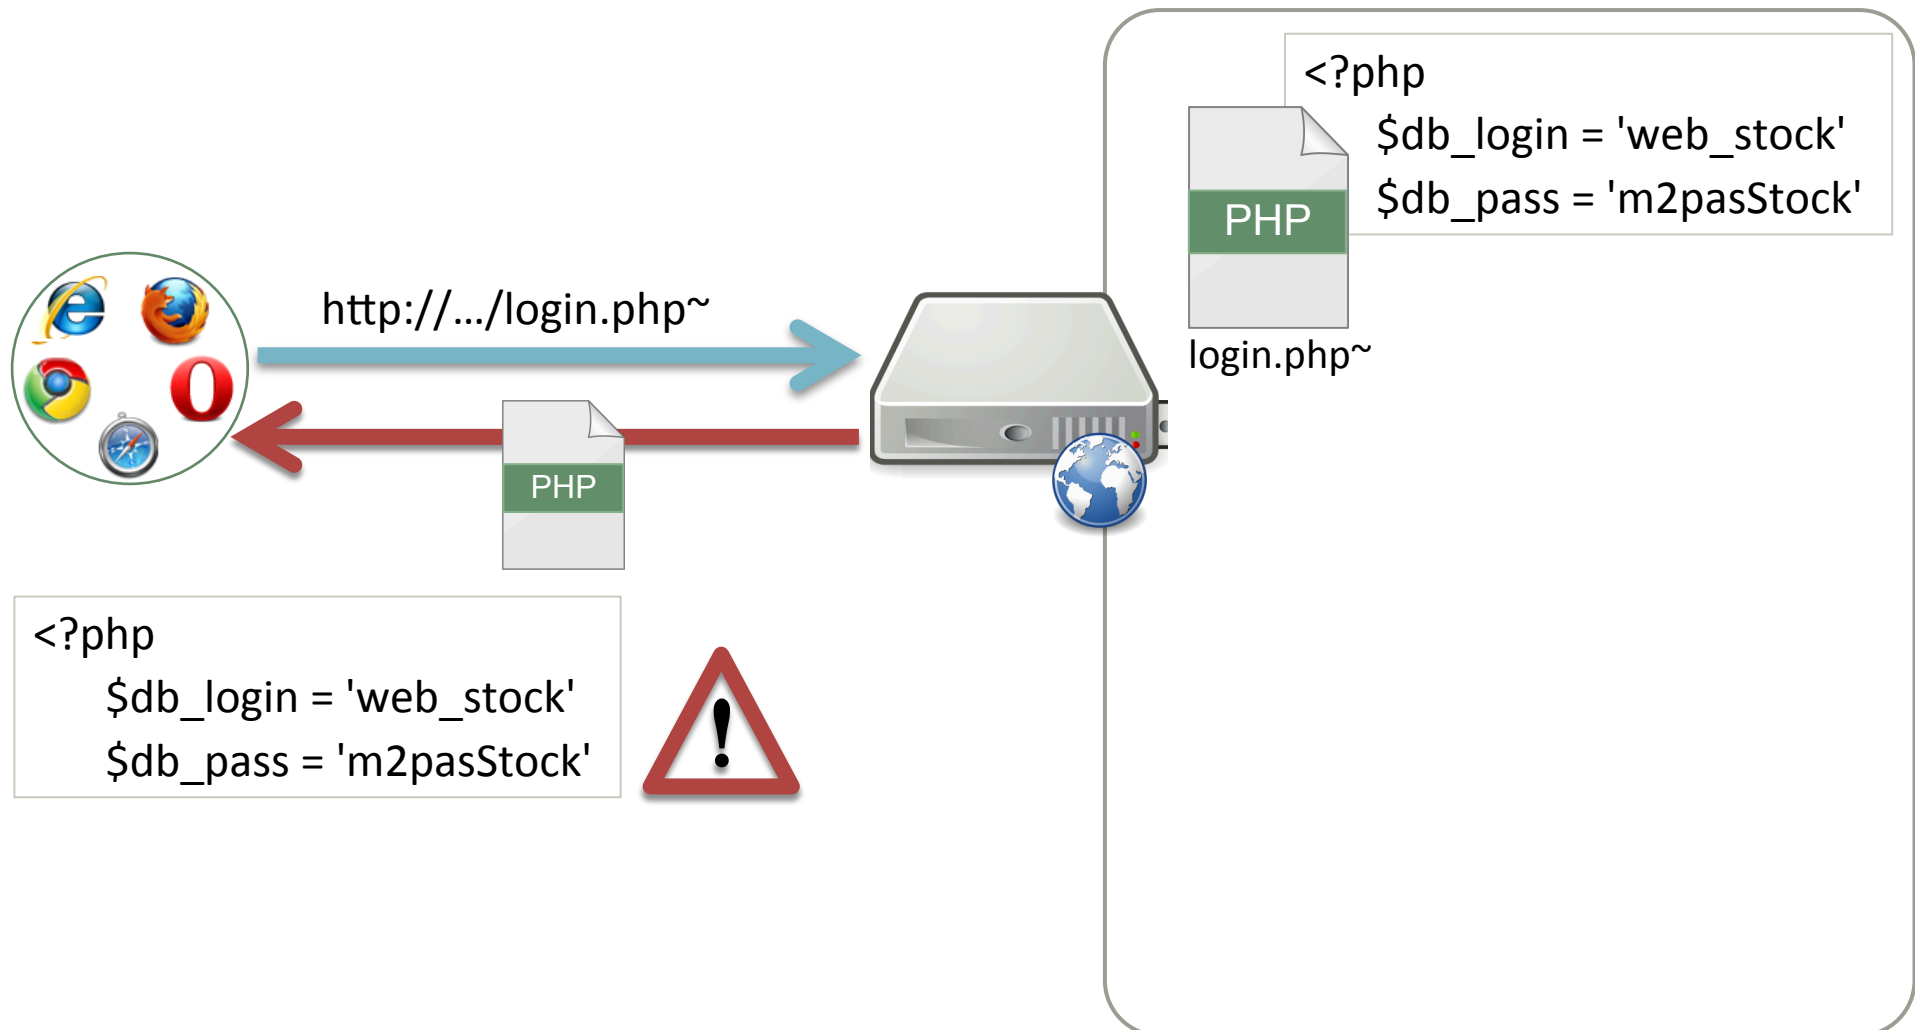 <?php
$db_login = 'web_stock'
$db_pass = 'm2pasStock'
PHP
login.php~
http://.../login.php~
PHP
<?php
$db_login = 'web_stock'
$db_pass = 'm2pasStock'
!